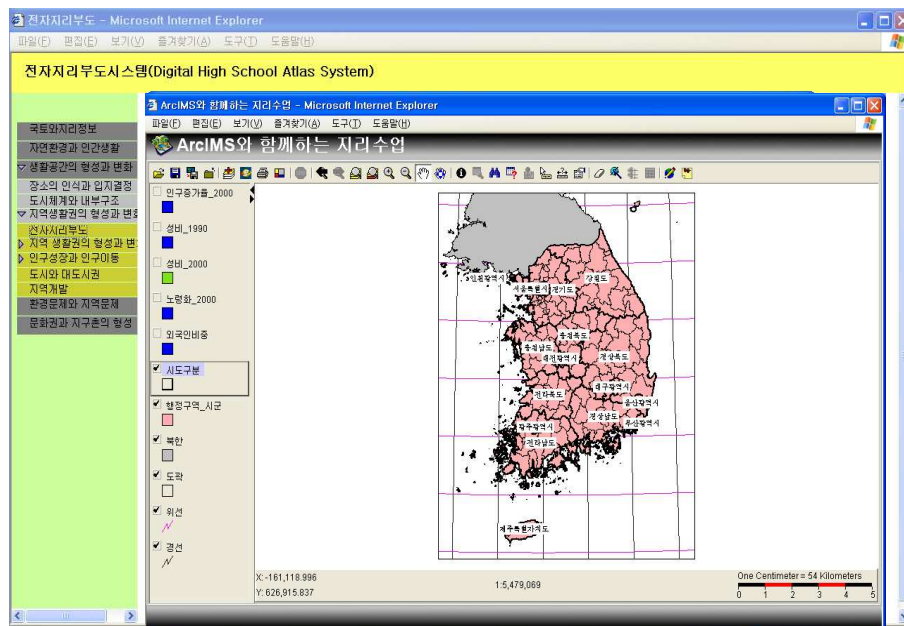 전자지리부도 - Microsoft Internet Explorer
파일(F) 편집(E) 보기(V) 즐겨찾기(A) 도구(T) 도움말(H)
전자지리부도시스템(Digital High School Atlas System)
국토와지리정보
자연환경과 인간생활
생활공간의 형성과 변화
장소의 인식과 입지결정
도시체계와 내부구조
지역생활권의 형성과 변화
전자지리부도
지역 생활권의 형성과 변
인구성장과 인구이동
도시와 대도시권
지역개발
환경문제와 지역문제
문화권과 지구촌의 형성
ArcIMS와 함께하는 지리수업 - Microsoft Internet Explorer
파일(F) 편집(E) 보기(V) 즐겨찾기(A) 도구(T) 도움말(H)
ArcIMS와 함께하는 지리수업
인구증가율_2000
성비_1990
성비_2000
노령화_2000
외국인비중
시도구분
행정구역_시군
북한
도곽
위선
경선
인천광역시
서울특별시
경기도
강원도
충청북도
충청남도
대전광역시
경상북도
전라북도
대구광역시
울산광역시
경상남도
부산광역시
광주광역시
전라남도
제주특별자치도
X:-161,118.996
Y: 626,915.837
1:5,479,069
One Centimeter = 54 Kilometers
0 1 2 3 4 5